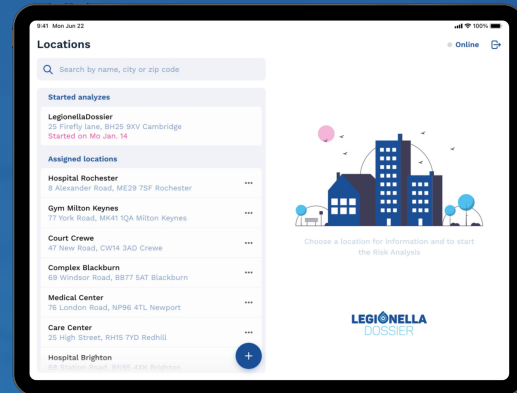 9:41 Mon Jun 22
100%
Locations
Online
Search by name, city or zip code
Started analyzes
LegionellaDossier
25 Firefly lane, BH25 9XV Cambridge
Started on Mo Jan. 14
Assigned locations
Hospital Rochester
8 Alexander Road, ME29 7SF Rochester
Gym Milton Keynes
77 York Road, MK41 1QA Milton Keynes
Court Crewe
47 New Road, CW14 3AD Crewe
Complex Blackburn
69 Windsor Road, BB77 5AT Blackburn
Medical Center
76 London Road, NP96 4TL Newport
Care Center
25 High Street, RH15 7YD Redhill
Hospital Brighton
68 Station Road, Brighton
Choose a location for information and to start
the Risk Analysis
LEGIONELLA
DOSSIER